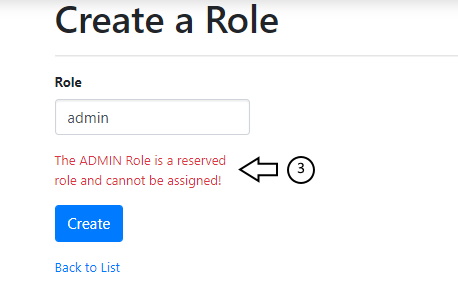 Create a Role
Role
admin
The ADMIN Role is a reserved
role and cannot be assigned!
3
Create
Back to List